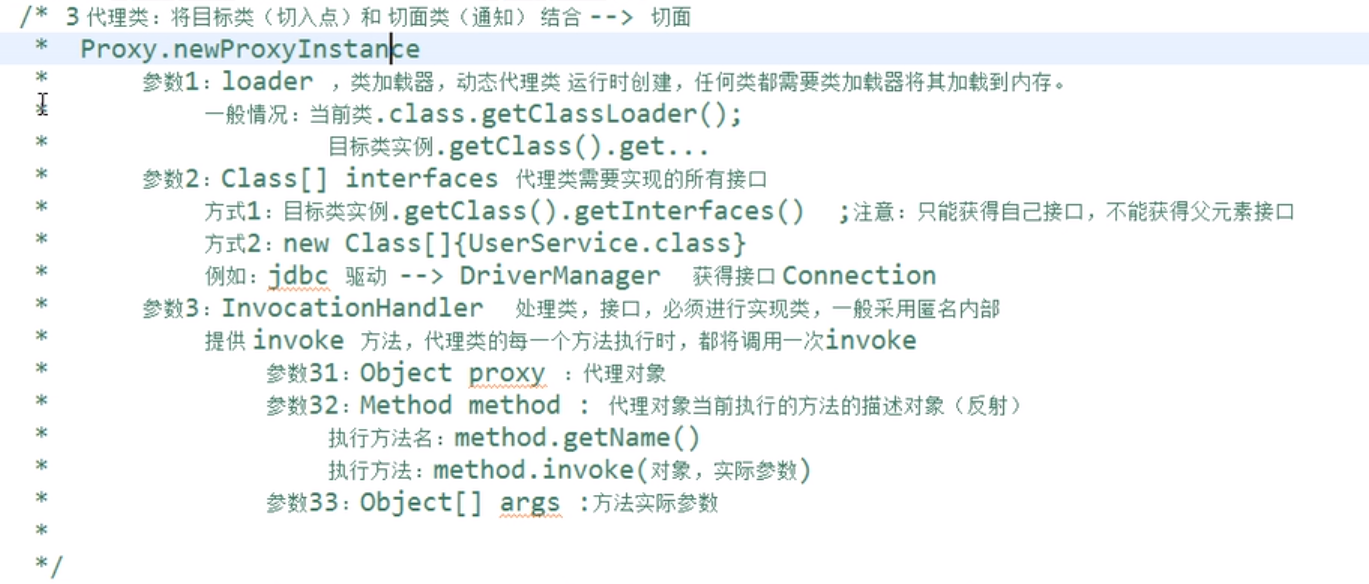 /* 3 代理类：将目标类（切入点）和 切面类（通知） 结合 --> 切面
* Proxy.newProxyInstance
* 参数1：loader ，类加载器，动态代理类 运行时创建，任何类都需要类加载器将其加载到内存。
* 一般情况：当前类.class.getClassLoader();
* 目标类实例.getClass().get...
* 参数2：Class[] interfaces 代理类需要实现的所有接口
* 方式1：目标类实例.getClass().getInterfaces() ;注意：只能获得自己接口，不能获得父元素接口
* 方式2：new Class[]{UserService.class}
* 例如：jdbc 驱动 --> DriverManager 获得接口 Connection
* 参数3：InvocationHandler 处理类，接口，必须进行实现类，一般采用匿名内部
* 提供 invoke 方法，代理类的每一个方法执行时，都将调用一次invoke
* 参数31：Object proxy ：代理对象
* 参数32：Method method : 代理对象当前执行的方法的描述对象（反射）
* 执行方法名：method.getName()
* 执行方法：method.invoke(对象，实际参数)
* 参数33：Object[] args :方法实际参数
*
*/